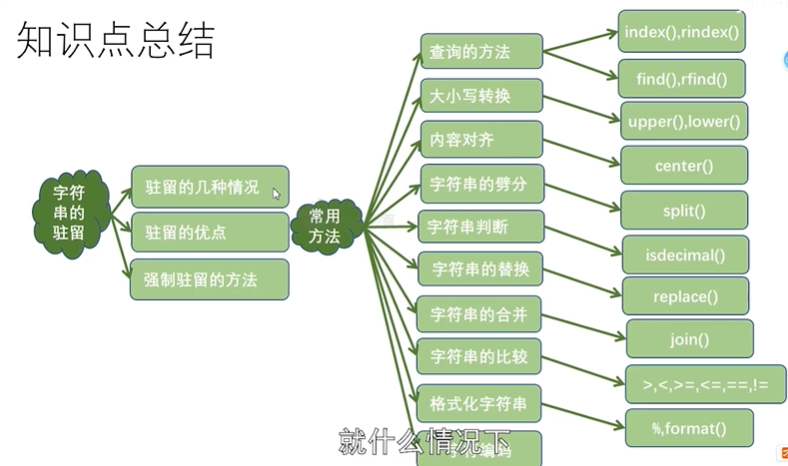 知识点总结
字符
串的
驻留
驻留的几种情况
驻留的优点
强制驻留的方法
常用
方法
查询的方法
大小写转换
内容对齐
字符串的劈分
字符串判断
字符串的替换
字符串的合并
字符串的比较
格式化字符串
字符编码
index(),rindex()
find(),rfind()
upper(),lower()
center()
split()
isdecimal()
replace()
join()
>,<,>=,<=,==,!=
%,format()
就什么情况下